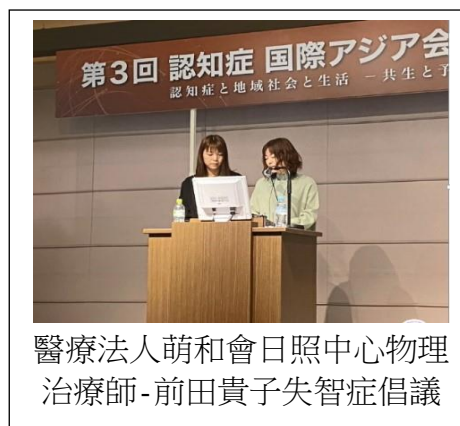 第3回 認知症 国際アジア会
認知症と地域社会と生活 －共生と予
醫療法人萌和會日照中心物理
治療師-前田貴子失智症倡議